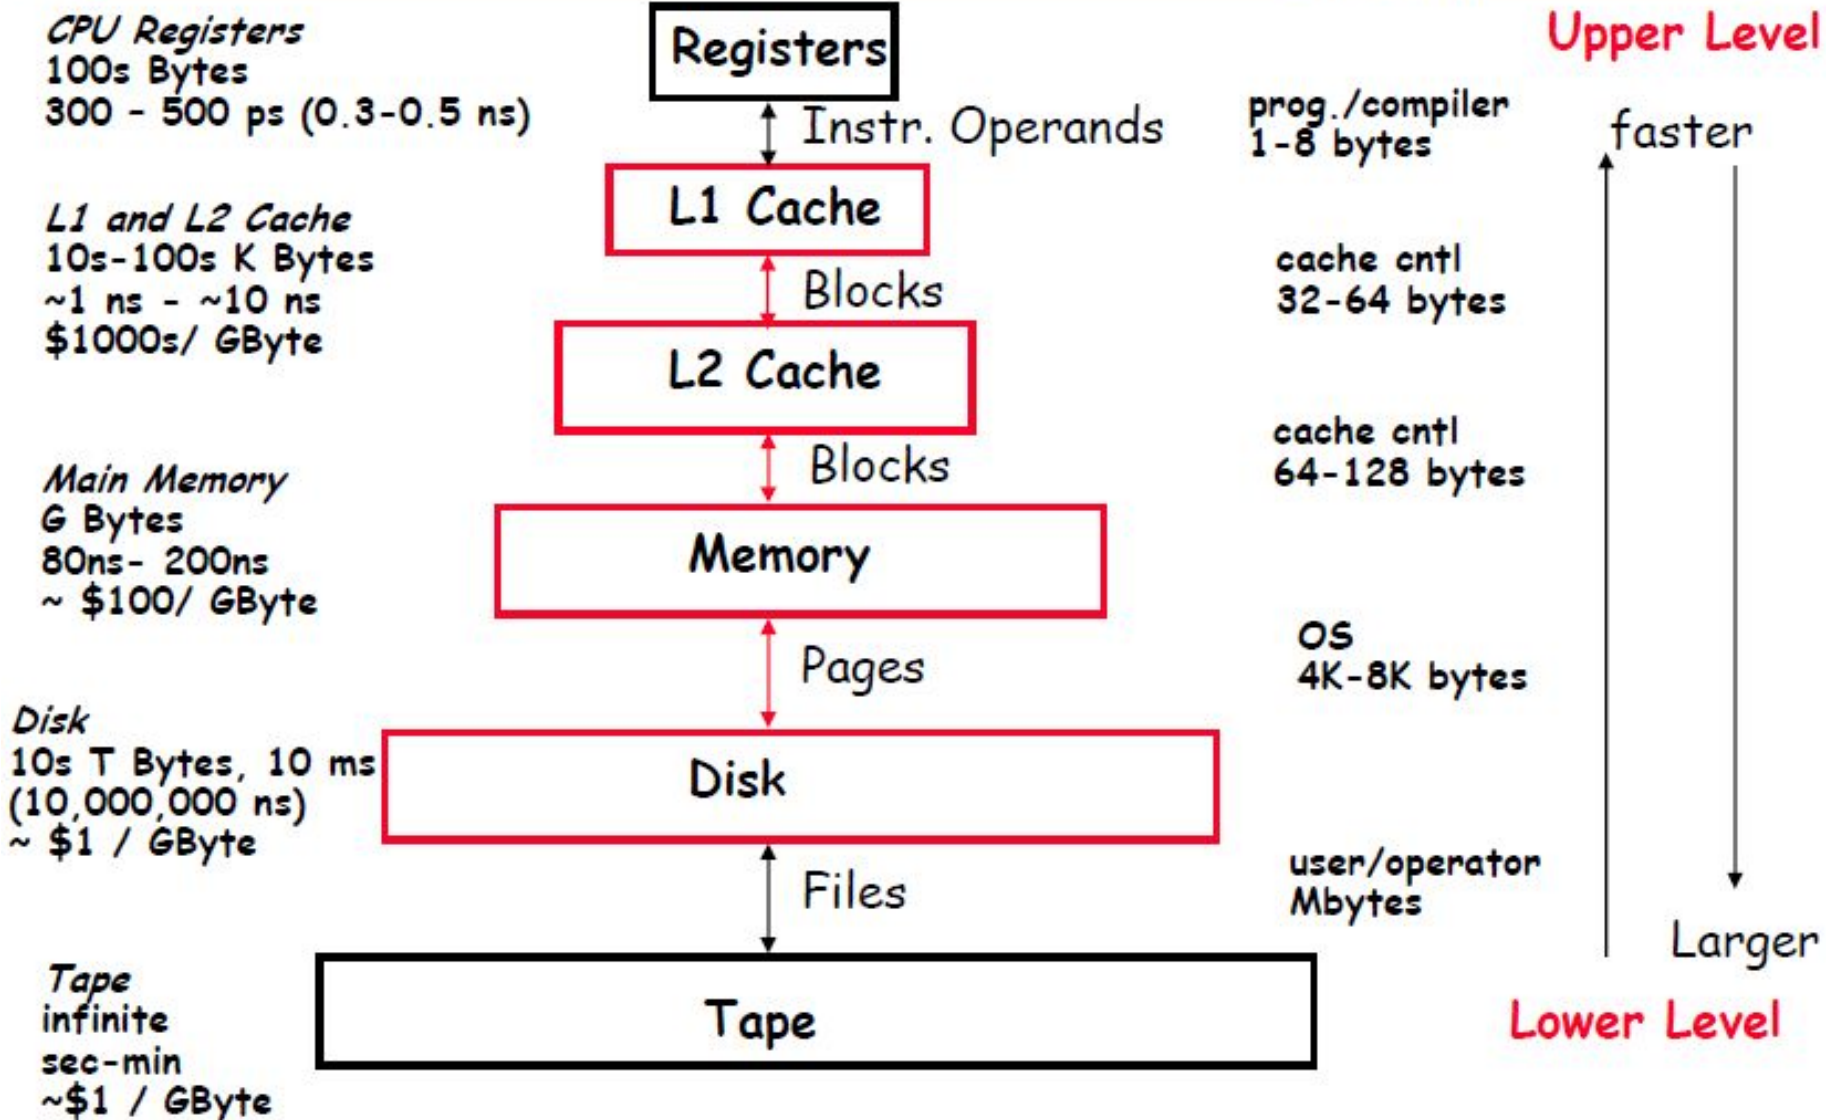 CPU Registers
100s Bytes
300 - 500 ps (0.3-0.5 ns)
L1 and L2 Cache
10s-100s K Bytes
~1 ns - ~10 ns
$1000s/ GByte
Main Memory
G Bytes
80ns- 200ns
~ $100/ GByte
Disk
10s T Bytes, 10 ms
(10,000,000 ns)
~ $1 / GByte
Tape
infinite
sec-min
~$1 / GByte
Registers
Instr. Operands
L1 Cache
Blocks
L2 Cache
Blocks
Memory
Pages
Disk
Files
Tape
prog./compiler
1-8 bytes
cache cntl
32-64 bytes
cache cntl
64-128 bytes
OS
4K-8K bytes
user/operator
Mbytes
Upper Level
faster
Larger
Lower Level